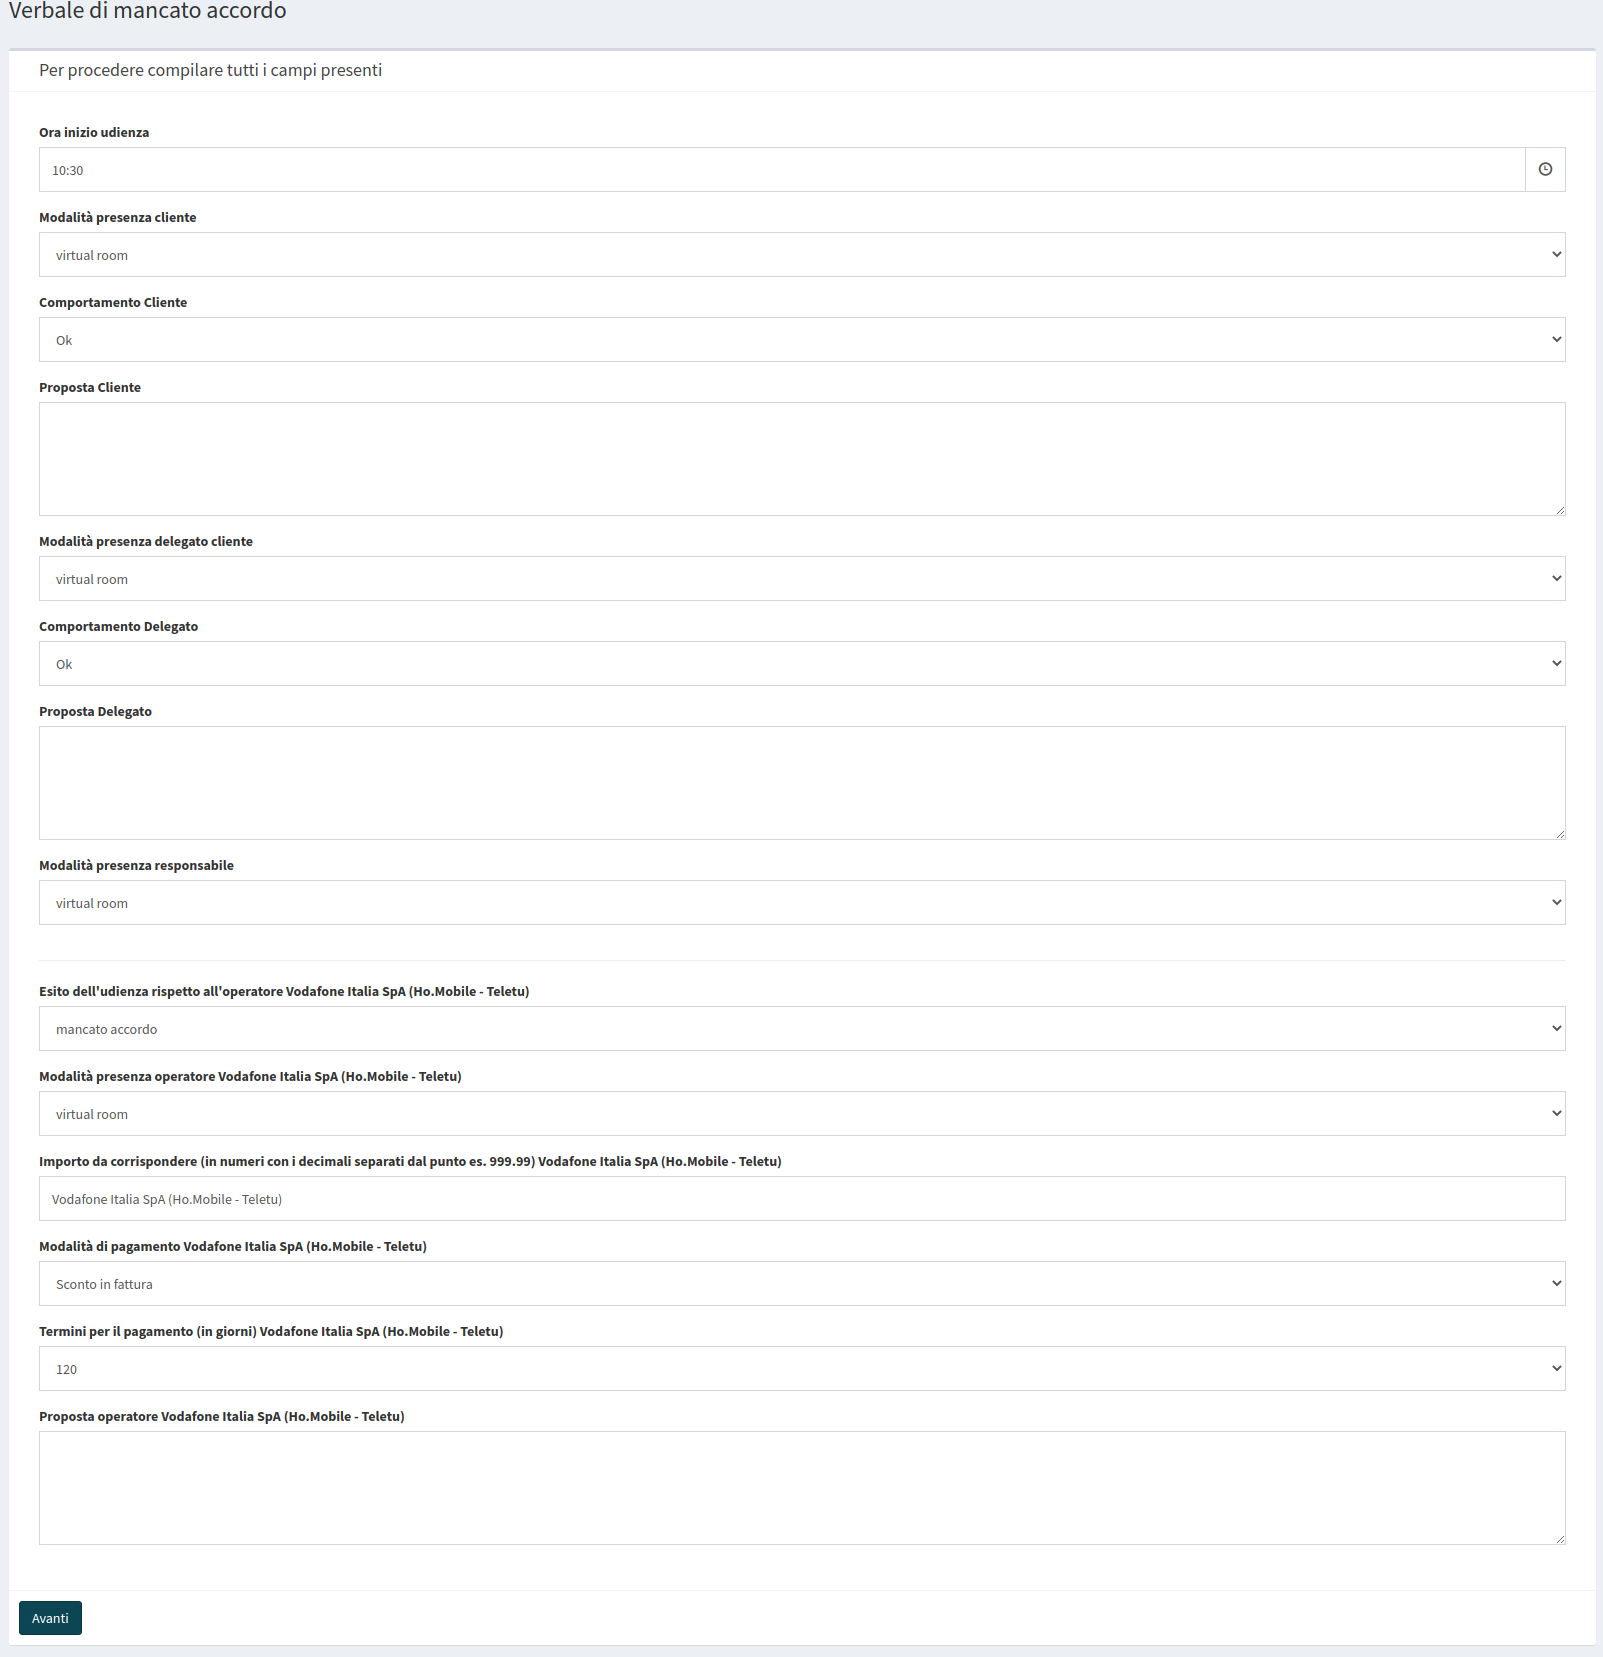 Verbale di mancato accordo
Per procedere compilare tutti i campi presenti
Ora inizio udienza
10:30
Modalità presenza cliente
virtual room
Comportamento Cliente
Ok
Proposta Cliente
Modalità presenza delegato cliente
virtual room
Comportamento Delegato
Ok
Proposta Delegato
Modalità presenza responsabile
virtual room
Esito dell'udienza rispetto all'operatore Vodafone Italia SpA (Ho.Mobile - Teletu)
mancato accordo
Modalità presenza operatore Vodafone Italia SpA (Ho.Mobile - Teletu)
virtual room
Importo da corrispondere (in numeri con i decimali separati dal punto es. 999.99) Vodafone Italia SpA (Ho.Mobile - Teletu)
Vodafone Italia SpA (Ho.Mobile - Teletu)
Modalità di pagamento Vodafone Italia SpA (Ho.Mobile - Teletu)
Sconto in fattura
Termini per il pagamento (in giorni) Vodafone Italia SpA (Ho.Mobile - Teletu)
120
Proposta operatore Vodafone Italia SpA (Ho.Mobile - Teletu)
Avanti